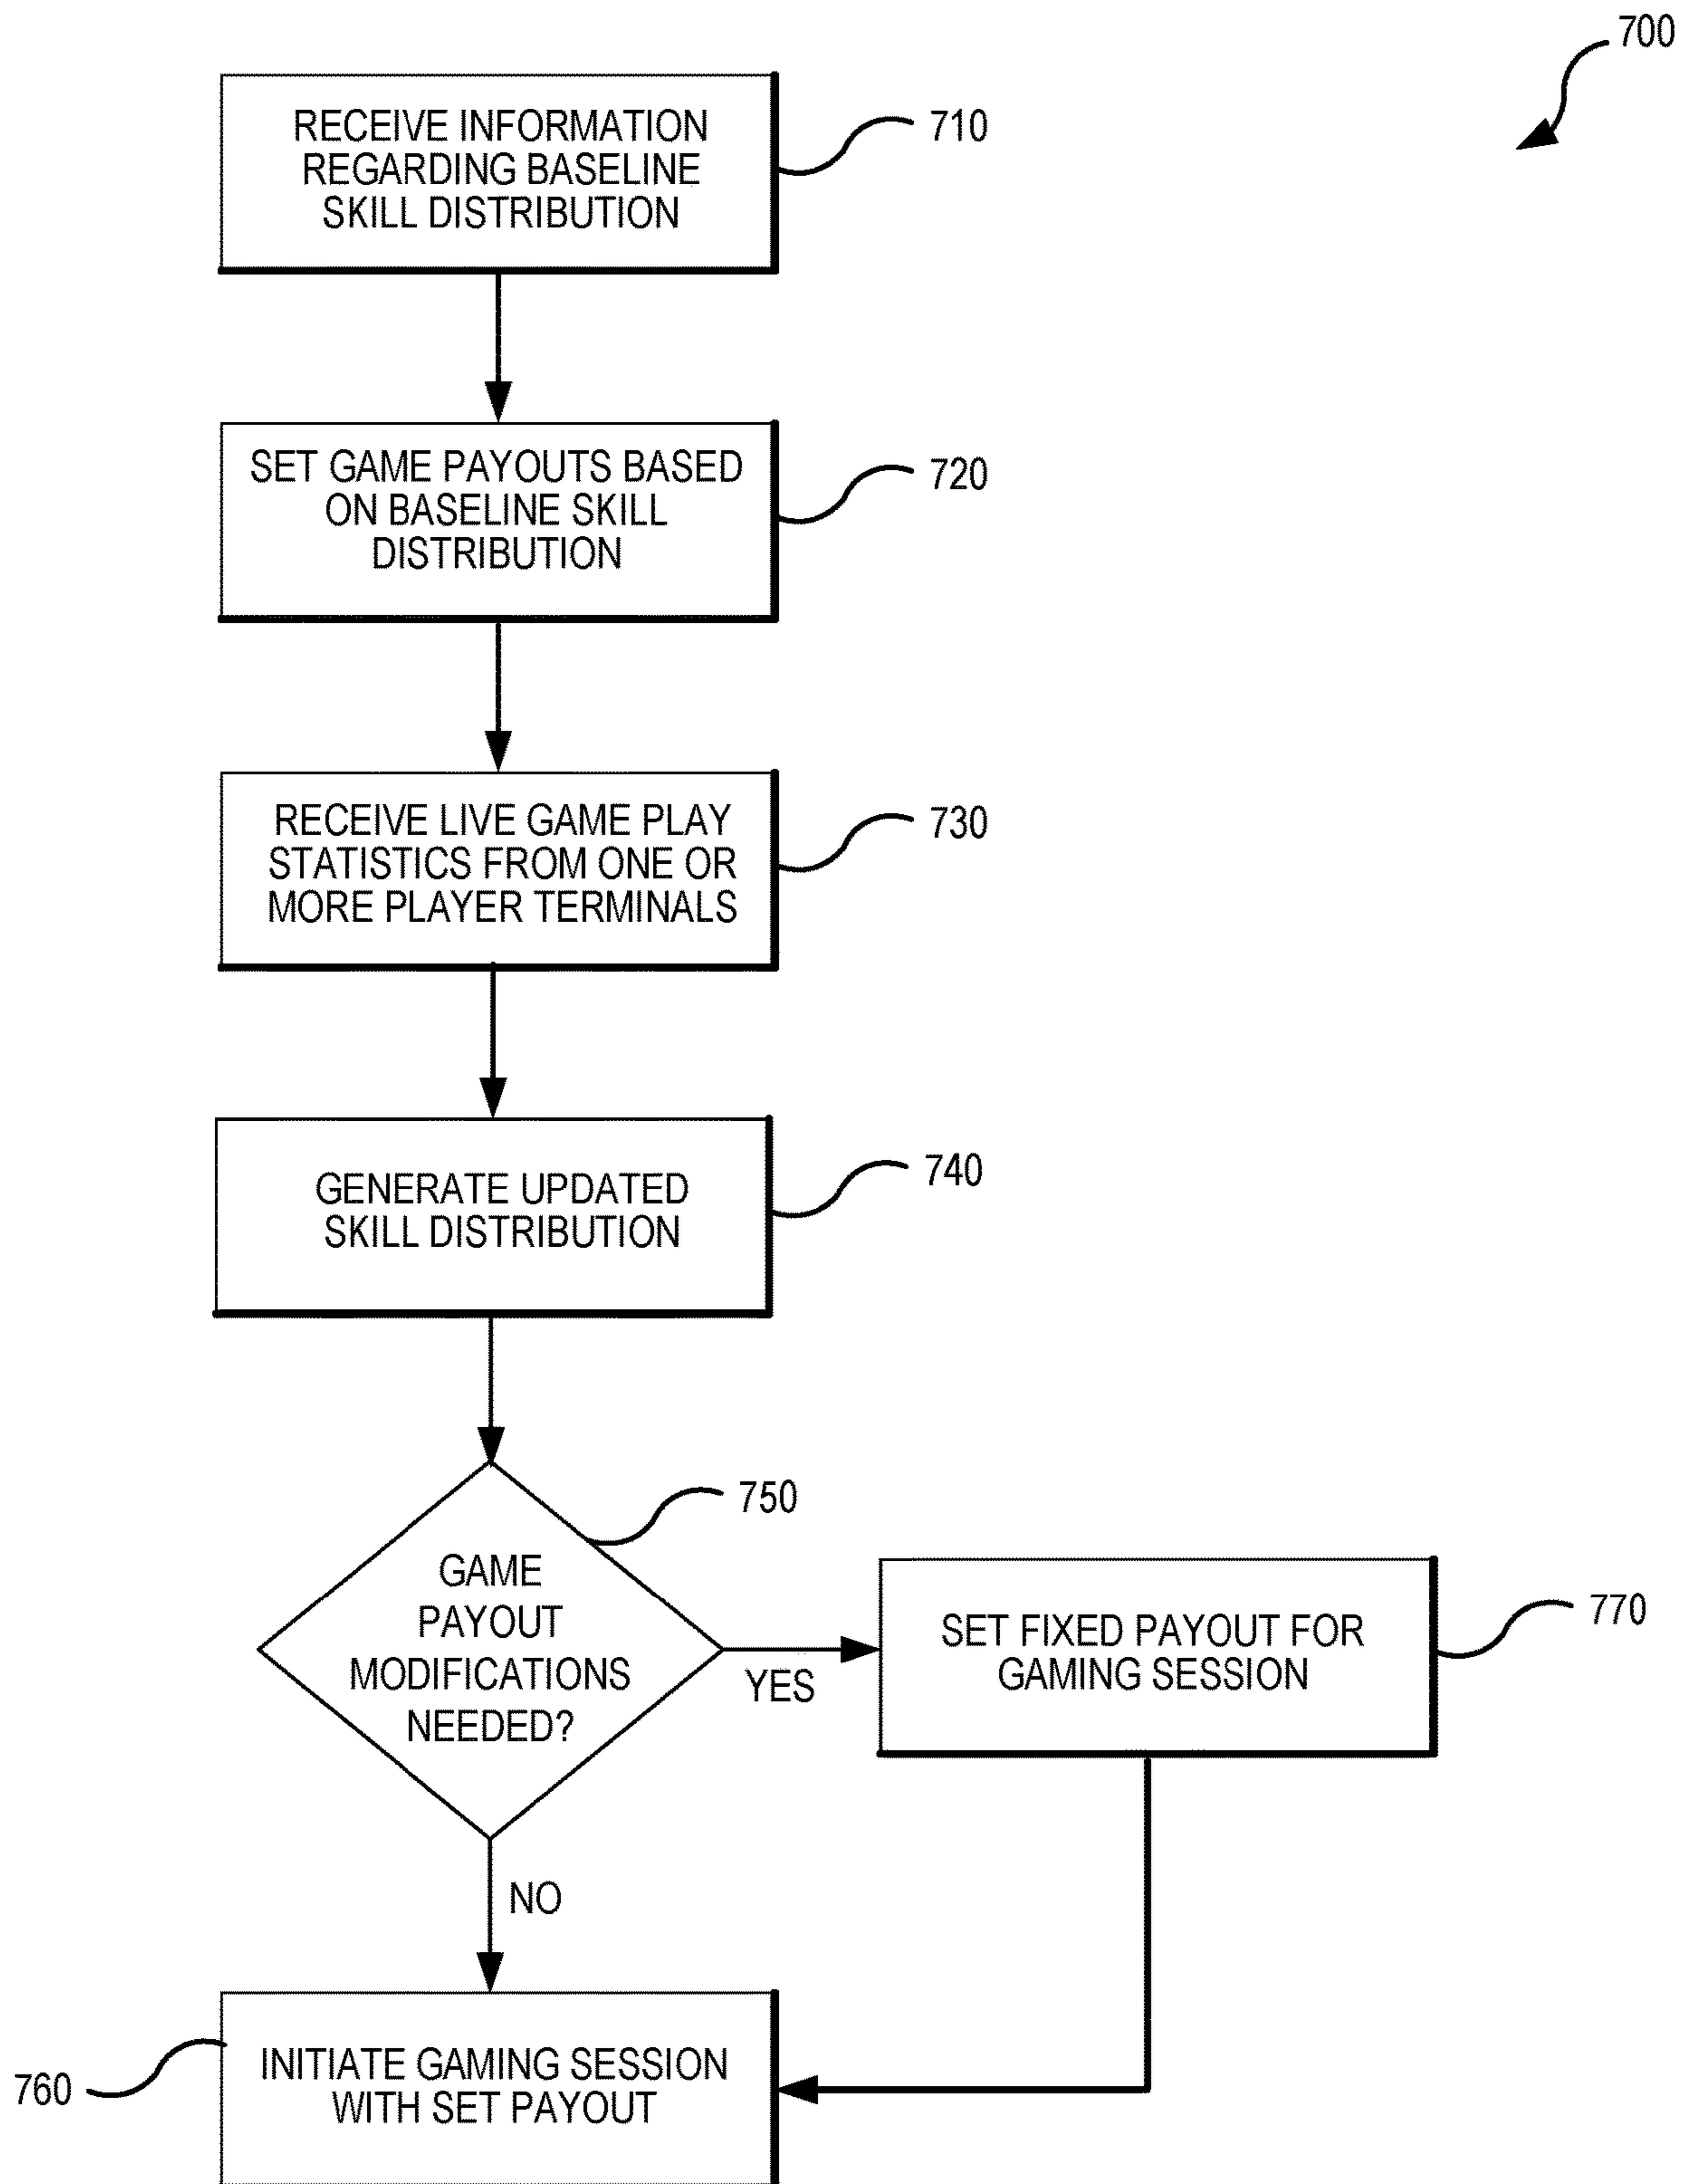 700
RECEIVE INFORMATION
REGARDING BASELINE
SKILL DISTRIBUTION
710
SET GAME PAYOUTS BASED
ON BASELINE SKILL
DISTRIBUTION
720
RECEIVE LIVE GAME PLAY
STATISTICS FROM ONE OR
MORE PLAYER TERMINALS
730
GENERATE UPDATED
SKILL DISTRIBUTION
740
750
GAME
PAYOUT
MODIFICATIONS
NEEDED?
YES
SET FIXED PAYOUT FOR
GAMING SESSION
770
NO
760
INITIATE GAMING SESSION
WITH SET PAYOUT